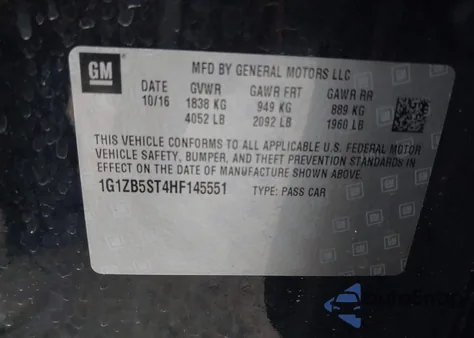 GM
MFD BY GENERAL MOTORS LLC
DATE GVWR GAWR FRT GAWR RR
10/16 1838 KG 949 KG 889 KG
4052 LB 2092 LB 1960 LB
THIS VEHICLE CONFORMS TO ALL APPLICABLE U.S. FEDERAL MOTOR
VEHICLE SAFETY, BUMPER, AND THEFT PREVENTION STANDARDS IN
EFFECT ON THE DATE OF MANUFACTURE SHOWN ABOVE.
1G1ZB5ST4HF145551 TYPE: PASS CAR